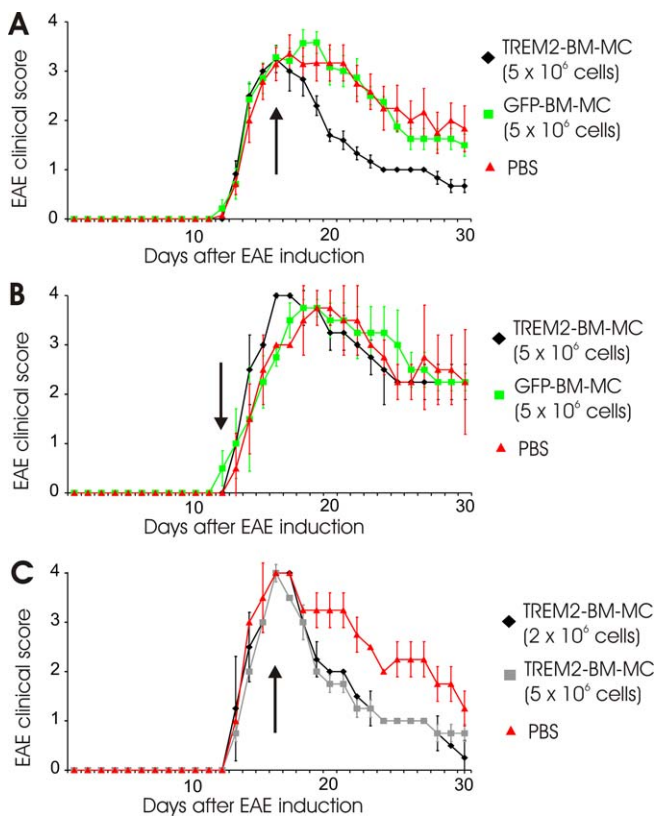 A
EAE clinical score
4
3
2
1
0
10
20
30
Days after EAE induction
TREM2-BM-MC
(5 x 10⁶ cells)
GFP-BM-MC
(5 x 10⁶ cells)
PBS
B
EAE clinical score
4
3
2
1
0
10
20
30
Days after EAE induction
TREM2-BM-MC
(5 x 10⁶ cells)
GFP-BM-MC
(5 x 10⁶ cells)
PBS
C
EAE clinical score
4
3
2
1
0
10
20
30
Days after EAE induction
TREM2-BM-MC
(2 x 10⁶ cells)
TREM2-BM-MC
(5 x 10⁶ cells)
PBS